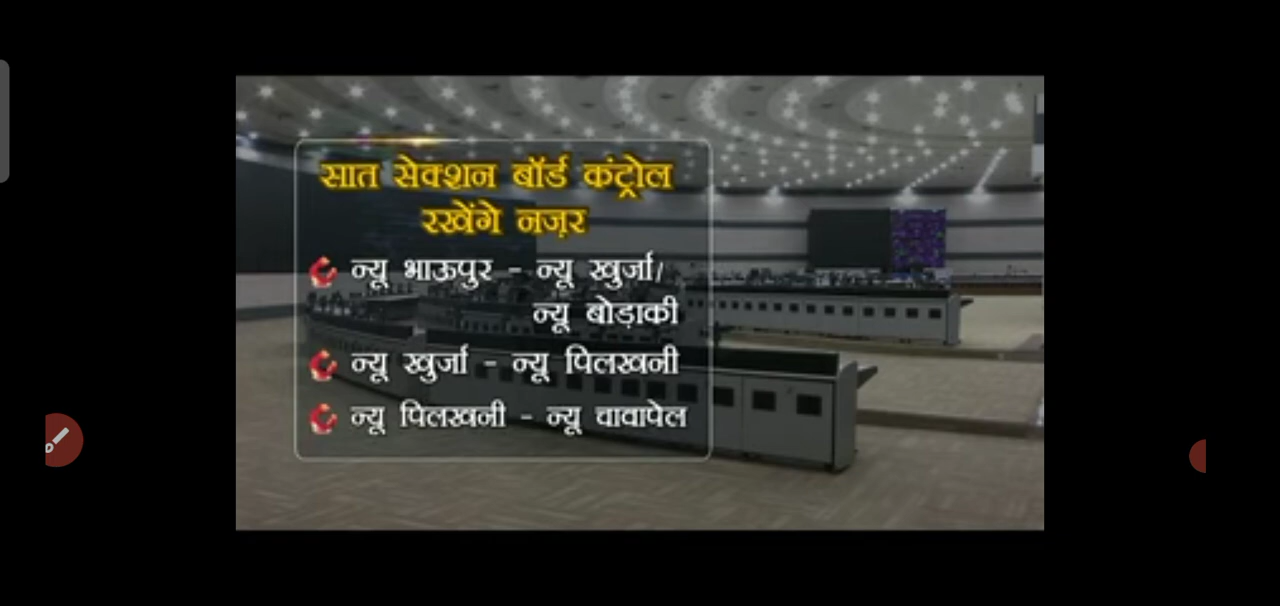 सात सेक्शन बॉर्ड कंट्रोल
रखेंगे नज़र
न्यू भाऊपुर - न्यू खुर्जा/
न्यू बोड़ाकी
न्यू खुर्जा - न्यू पिलखनी
न्यू पिलखनी - न्यू चावापेल